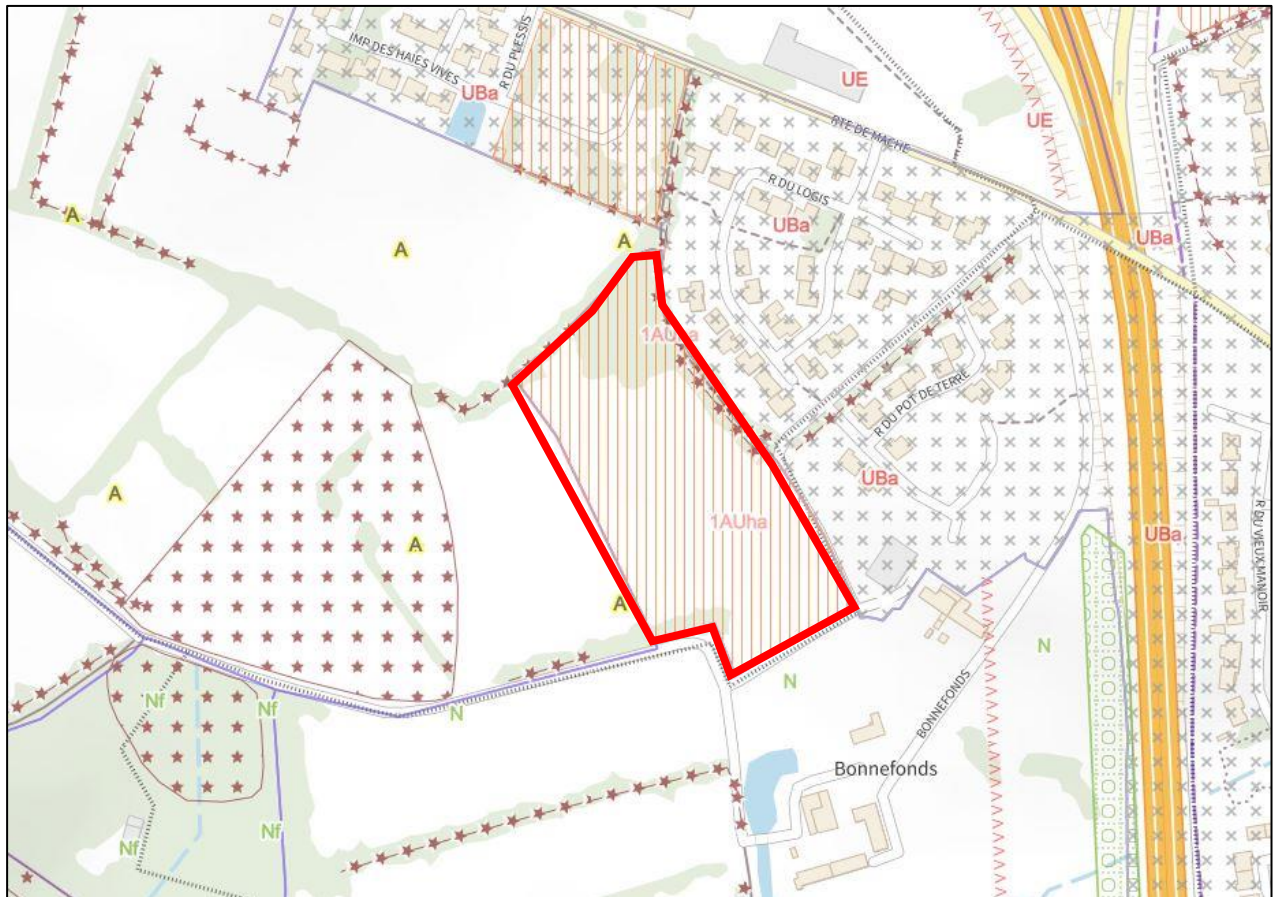 IMP DES HAIES VIVES
R DU PLESSIS
UBa
UE
UE
RTE DE MACHE
R DU LOGIS
UBa
UBa
A
A
A
1AUha
R DU POT DE TERRE
UBa
A
A
1AUha
UBa
R DU VIEUX MANOIR
A
N
N
N
BONNEFONDS
Nf
Nf
Bonnefonds
Nf
Nf